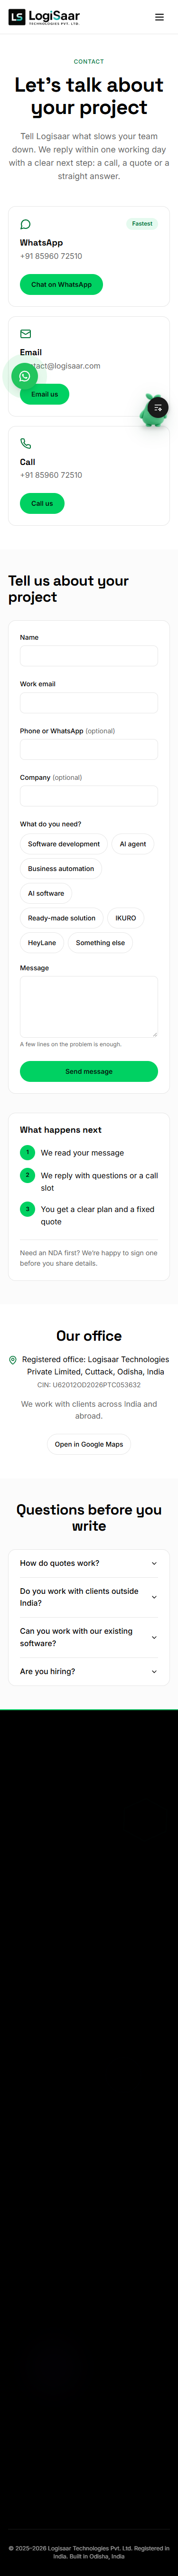 LS LogiSaar
TECHNOLOGIES PVT. LTD.
CONTACT
Let's talk about
your project
Tell Logisaar what slows your team
down. We reply within one working day
with a clear next step: a call, a quote or a
straight answer.
Fastest
WhatsApp
+91 85960 72510
Chat on WhatsApp
Email
tact@logisaar.com
Email us
Call
+91 85960 72510
Call us
Tell us about your
project
Name
Work email
Phone or WhatsApp (optional)
Company (optional)
What do you need?
Software development
AI agent
Business automation
AI software
Ready-made solution
IKURO
HeyLane
Something else
Message
A few lines on the problem is enough.
Send message
What happens next
1 We read your message
2 We reply with questions or a call
slot
3 You get a clear plan and a fixed
quote
Need an NDA first? We're happy to sign one
before you share details.
Our office
Registered office: Logisaar Technologies
Private Limited, Cuttack, Odisha, India
CIN: U62012OD2026PTC053632
We work with clients across India and
abroad.
Open in Google Maps
Questions before you
write
How do quotes work?
Do you work with clients outside
India?
Can you work with our existing
software?
Are you hiring?
© 2025–2026 Logisaar Technologies Pvt. Ltd. Registered in
India. Built in Odisha, India